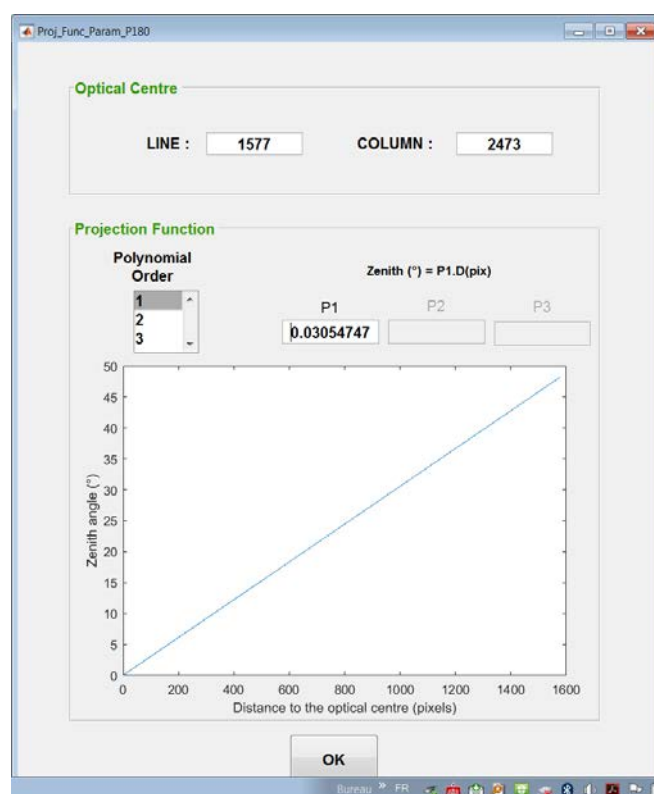 Proj_Func_Param_P180
Optical Centre
LINE : 1577 COLUMN : 2473
Projection Function
Polynomial
Order
Zenith (°) = P1.D(pix)
1
2
3
P1 P2 P3
0.03054747
50
45
40
35
30
25
20
15
10
5
0
Zenith angle (°)
0 200 400 600 800 1000 1200 1400 1600
Distance to the optical centre (pixels)
OK
Bureau » FR